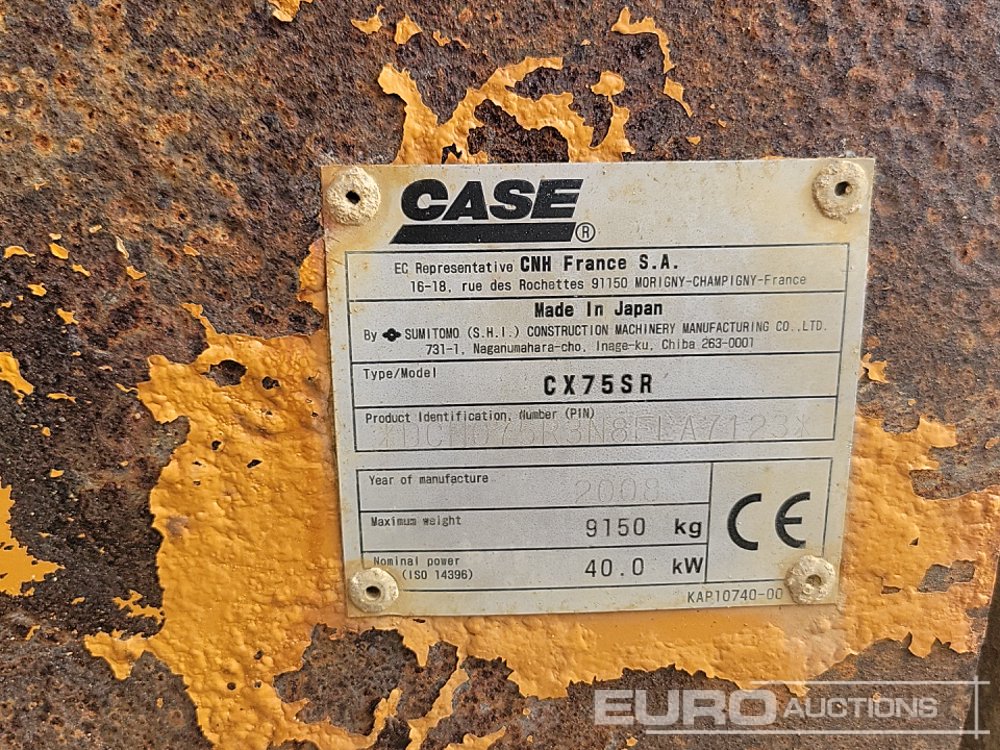 CASE®
EC Representative CNH France S.A.
16-18, rue des Rochettes 91150 MORIGNY-CHAMPIGNY-France
Made In Japan
By SUMITOMO (S.H.I.) CONSTRUCTION MACHINERY MANUFACTURING CO.,LTD.
731-1, Naganumahara-cho, Inage-ku, Chiba 263-0001
Type/Model
CX75SR
Product Identification, Number (PIN)
Year of manufacture 2008
Maximum weight 9150 kg
Nominal power
(ISO 14396) 40.0 kW
CE
KAP10740-00
EURO AUCTIONS